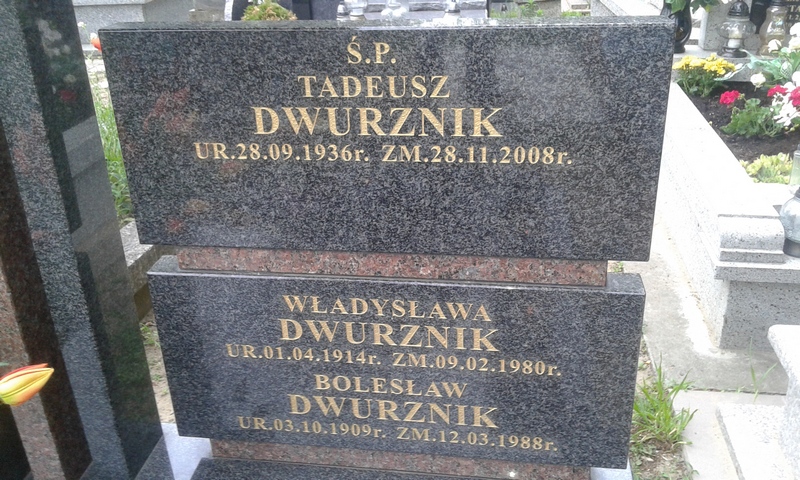 Ś.P.
TADEUSZ
DWURZNIK
UR.28.09.1936r. ZM.28.11.2008r.
WŁADYSŁAWA
DWURZNIK
UR.01.04.1914r. ZM.09.02.1980r.
BOLESŁAW
DWURZNIK
UR.03.10.1909r. ZM.12.03.1988r.